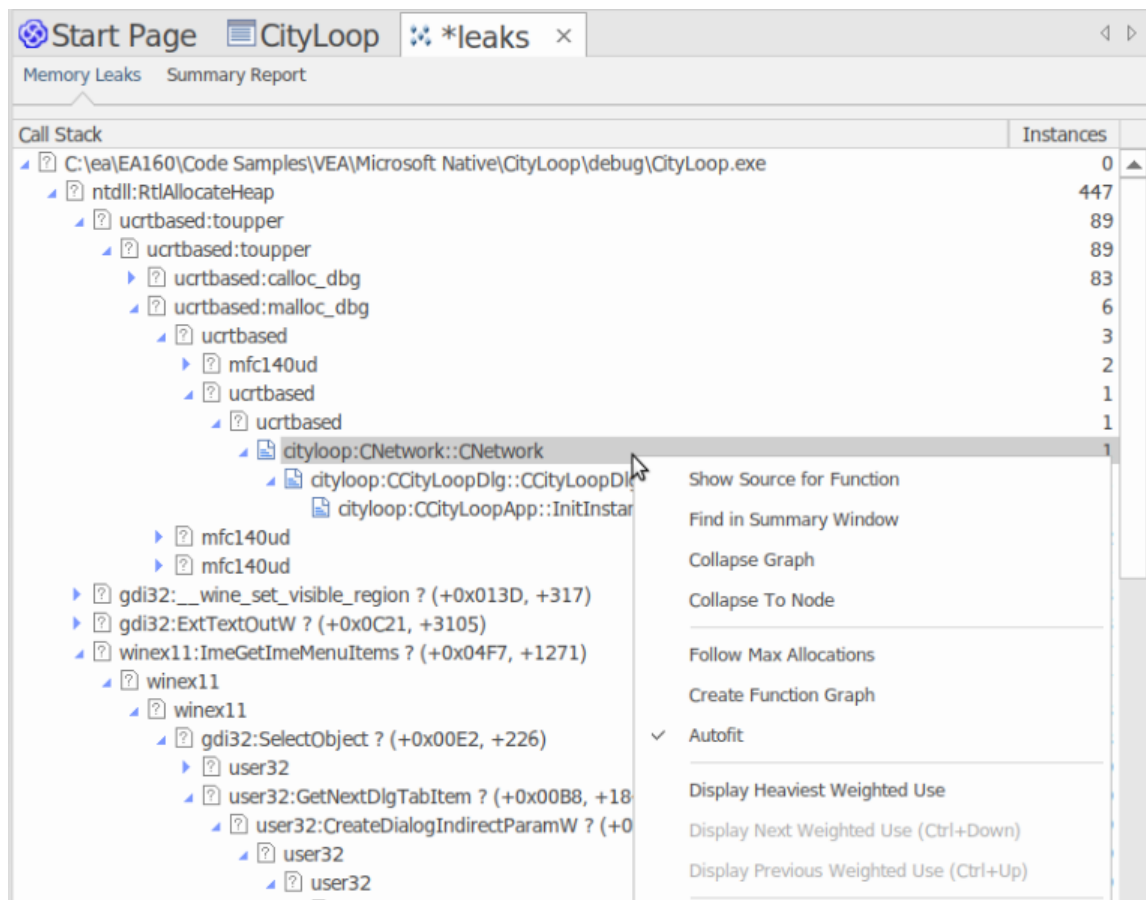 Start Page CityLoop *leaks ×
Memory Leaks Summary Report
Call Stack Instances
C:\ea\EA160\Code Samples\VEA\Microsoft Native\CityLoop\debug\CityLoop.exe 0
ntdll:RtlAllocateHeap 447
ucrtbased:toupper 89
ucrtbased:toupper 89
ucrtbased:calloc_dbg 83
ucrtbased:malloc_dbg 6
ucrtbased 3
mfc140ud 2
ucrtbased 1
ucrtbased 1
cityloop:CNetwork::CNetwork 1
cityloop:CCityLoopDlg::CCityLoopDlg
cityloop:CCityLoopApp::InitInstan
mfc140ud
mfc140ud
gdi32:__wine_set_visible_region ? (+0x013D, +317)
gdi32:ExtTextOutW ? (+0x0C21, +3105)
winex11:ImeGetImeMenuItems ? (+0x04F7, +1271)
winex11
winex11
gdi32:SelectObject ? (+0x00E2, +226)
user32
user32:GetNextDlgTabItem ? (+0x00B8, +18
user32:CreateDialogIndirectParamW ? (+0
user32
user32
Show Source for Function
Find in Summary Window
Collapse Graph
Collapse To Node
Follow Max Allocations
Create Function Graph
Autofit
Display Heaviest Weighted Use
Display Next Weighted Use (Ctrl+Down)
Display Previous Weighted Use (Ctrl+Up)